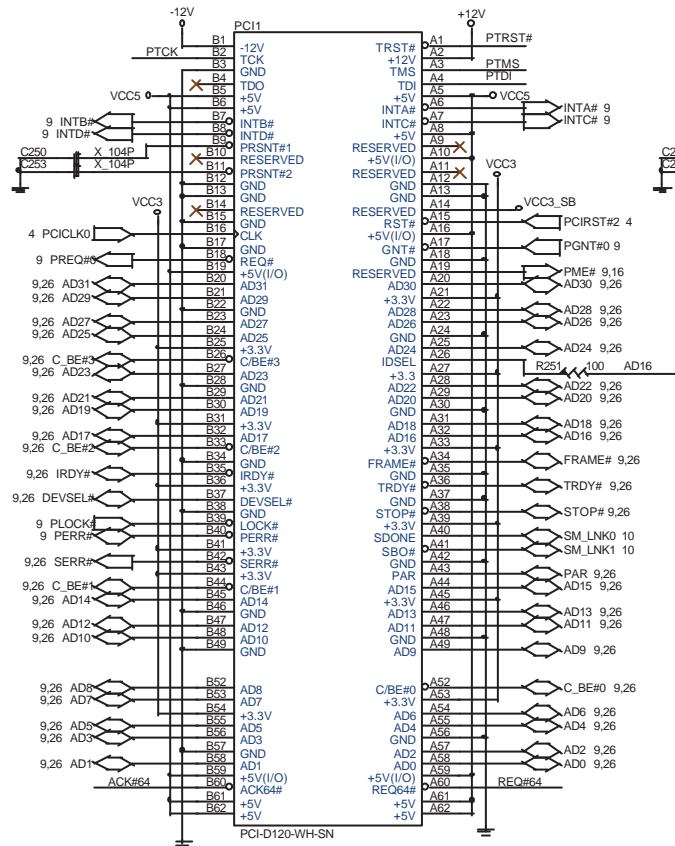 -12V +12V
PCI1
B1 -12V TRST# A1 PTRST#
PTCK B2 TCK +12V A2
B3 GND TMS A3 PTMS
B4 TDO TDI A4 PTDI
VCC5 B5 +5V +5V A5 VCC5
B6 +5V INTA# A6 INTA# 9
9 INTB# B7 INTB# INTC# A7 INTC# 9
9 INTD# B8 INTD# +5V A8
B9 PRSNT#1 RESERVED A9
C250 X_104P B10 RESERVED +5V(I/O) A10
C253 X_104P B11 PRSNT#2 RESERVED A11 VCC3
B12 GND GND A12
B13 GND GND A13
VCC3 B14 RESERVED RESERVED A14 VCC3_SB
B15 GND RST# A15 PCIRST#2 4
4 PCICLK0 B16 CLK +5V(I/O) A16
B17 GND GNT# A17 PGNT#0 9
9 PREQ#0 B18 REQ# GND A18
B19 +5V(I/O) RESERVED A19 PME# 9,16
9,26 AD31 B20 AD31 AD30 A20 AD30 9,26
9,26 AD29 B21 AD29 +3.3V A21
B22 GND AD28 A22 AD28 9,26
9,26 AD27 B23 AD27 AD26 A23 AD26 9,26
9,26 AD25 B24 AD25 GND A24
B25 +3.3V AD24 A25 AD24 9,26
9,26 C_BE#3 B26 C/BE#3 IDSEL A26 R251 100 AD16
9,26 AD23 B27 AD23 +3.3 A27
B28 GND AD22 A28 AD22 9,26
9,26 AD21 B29 AD21 AD20 A29 AD20 9,26
9,26 AD19 B30 AD19 GND A30
B31 +3.3V AD18 A31 AD18 9,26
9,26 AD17 B32 AD17 AD16 A32 AD16 9,26
9,26 C_BE#2 B33 C/BE#2 +3.3V A33
B34 GND FRAME# A34 FRAME# 9,26
9,26 IRDY# B35 IRDY# GND A35
B36 +3.3V TRDY# A36 TRDY# 9,26
9,26 DEVSEL# B37 DEVSEL# GND A37
B38 GND STOP# A38 STOP# 9,26
9 PLOCK# B39 LOCK# +3.3V A39
9 PERR# B40 PERR# SDONE A40 SM_LNK0 10
B41 +3.3V SBO# A41 SM_LNK1 10
9,26 SERR# B42 SERR# GND A42
B43 +3.3V PAR A43 PAR 9,26
9,26 C_BE#1 B44 C/BE#1 AD15 A44 AD15 9,26
9,26 AD14 B45 AD14 +3.3V A45
B46 GND AD13 A46 AD13 9,26
9,26 AD12 B47 AD12 AD11 A47 AD11 9,26
9,26 AD10 B48 AD10 GND A48
B49 GND AD9 A49 AD9 9,26
9,26 AD8 B52 AD8 C/BE#0 A52 C_BE#0 9,26
9,26 AD7 B53 AD7 +3.3V A53
B54 +3.3V AD6 A54 AD6 9,26
9,26 AD5 B55 AD5 AD4 A55 AD4 9,26
9,26 AD3 B56 AD3 GND A56
B57 GND AD2 A57 AD2 9,26
9,26 AD1 B58 AD1 AD0 A58 AD0 9,26
B59 +5V(I/O) +5V(I/O) A59
ACK#64 B60 ACK64# REQ64# A60 REQ#64
B61 +5V +5V A61
B62 +5V +5V A62
PCI-D120-WH-SN